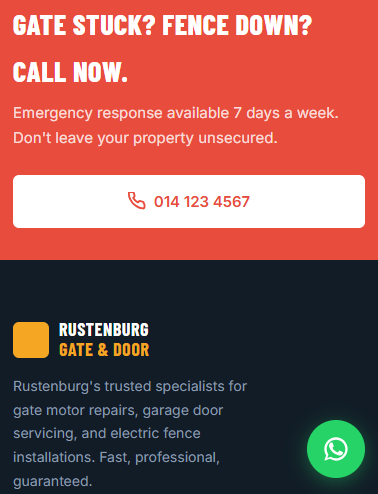 GATE STUCK? FENCE DOWN?
CALL NOW.
Emergency response available 7 days a week.
Don't leave your property unsecured.
014 123 4567
RUSTENBURG
GATE & DOOR
Rustenburg's trusted specialists for
gate motor repairs, garage door
servicing, and electric fence
installations. Fast, professional,
guaranteed.